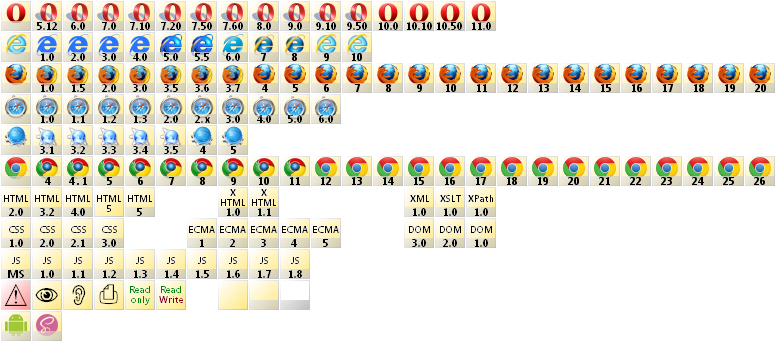 5.12 6.0 7.0 7.10 7.20 7.50 7.60 8.0 9.0 9.10 9.50 10.0 10.10 10.50 11.0
1.0 2.0 3.0 4.0 5.0 5.5 6.0 7 8 9 10
1.0 1.5 2.0 3.0 3.5 3.6 3.7 4 5 6 7 8 9 10 11 12 13 14 15 16 17 18 19 20
1.0 1.1 1.2 1.3 2.0 2.x 3.0 4.0 5.0 6.0
3.1 3.2 3.3 3.4 3.5 4 5
4 4.1 5 6 7 8 9 10 11 12 13 14 15 16 17 18 19 20 21 22 23 24 25 26
X X
HTML HTML HTML HTML HTML HTML HTML XML XSLT XPath
2.0 3.2 4.0 5 5 1.0 1.1 1.0 1.0 1.0
CSS CSS CSS CSS ECMA ECMA ECMA ECMA ECMA DOM DOM DOM
1.0 2.0 2.1 3.0 1 2 3 4 5 3.0 2.0 1.0
JS JS JS JS JS JS JS JS JS JS
MS 1.0 1.1 1.2 1.3 1.4 1.5 1.6 1.7 1.8
Read Read
only Write